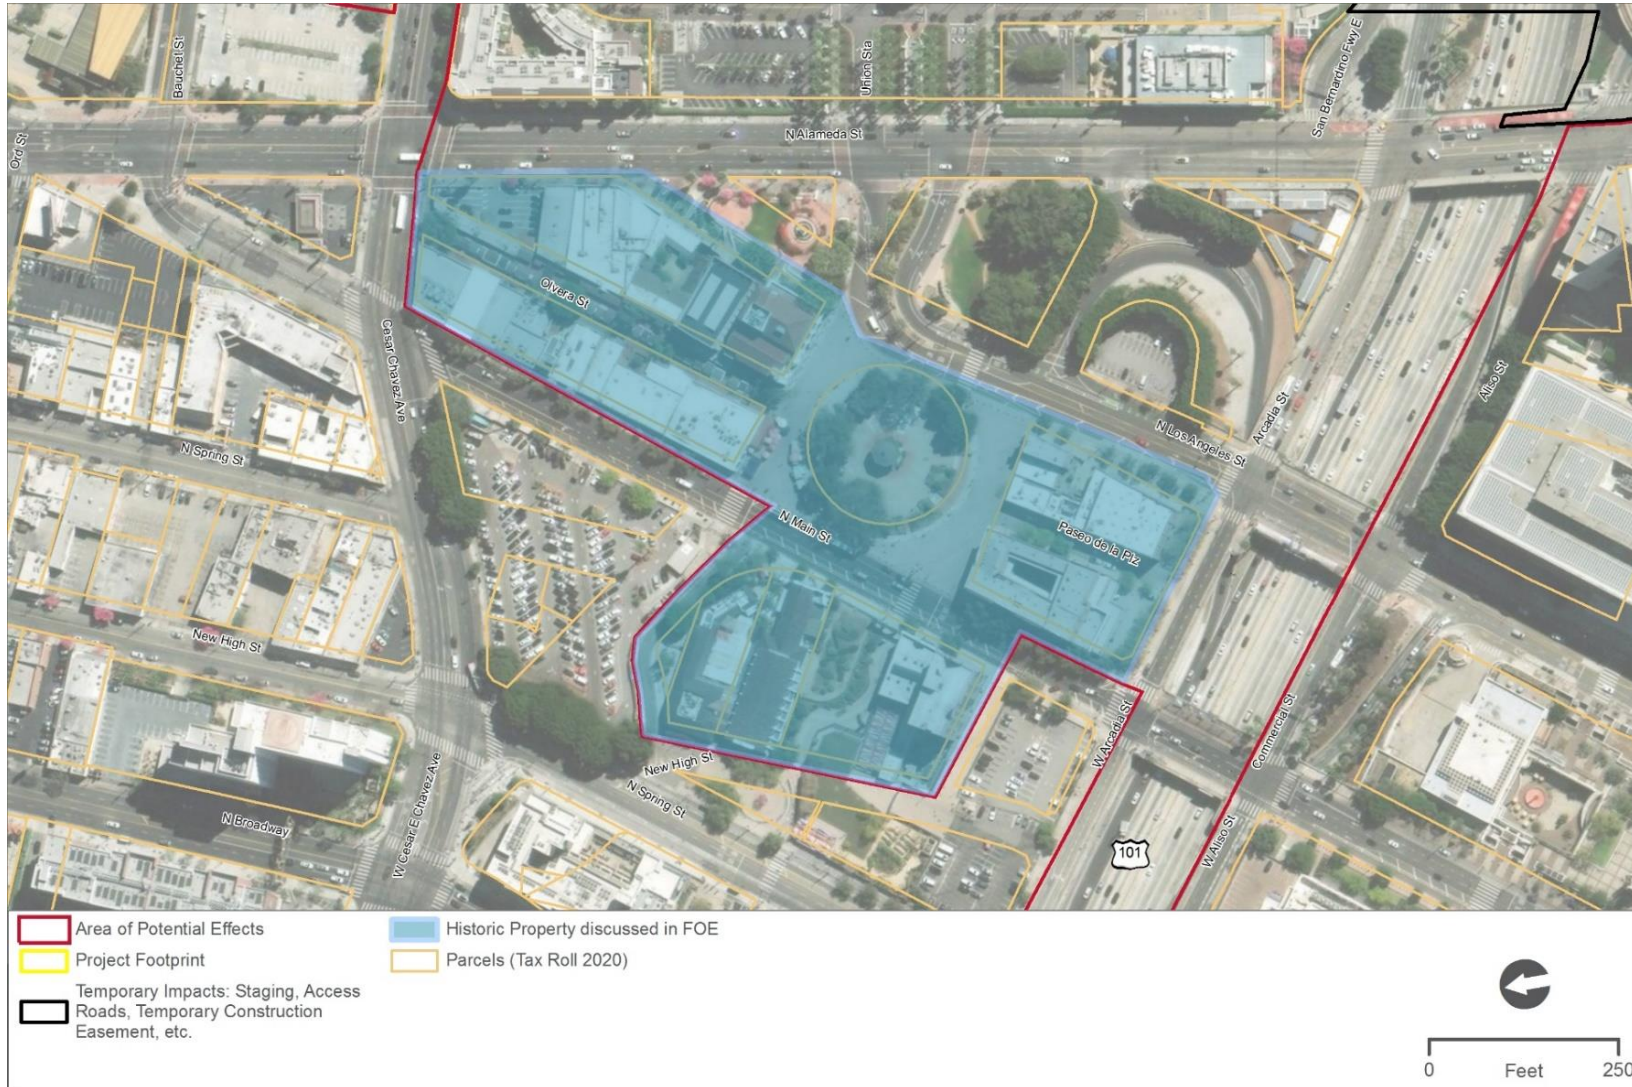 Bauchet St
Union Sta
San Bernardino Fwy E
Ord St
N Alameda St
Olvera St
Cesar Chavez Ave
Aliso St
Arcadia St
N Los Angeles St
N Spring St
N Main St
Paseo de la Plz
New High St
W Arcadia St
Commercial St
New High St
N Spring St
N Broadway
W Cesar E Chavez Ave
W Aliso St
101
Area of Potential Effects
Project Footprint
Temporary Impacts: Staging, Access
Roads, Temporary Construction
Easement, etc.
Historic Property discussed in FOE
Parcels (Tax Roll 2020)
0
Feet
250